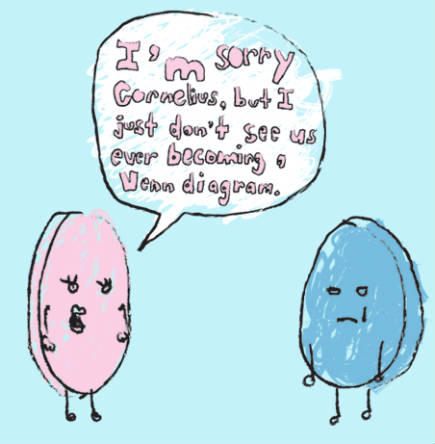 I'm sorry
Cornelius, but I
just don't see us
ever becoming a
Venn diagram.